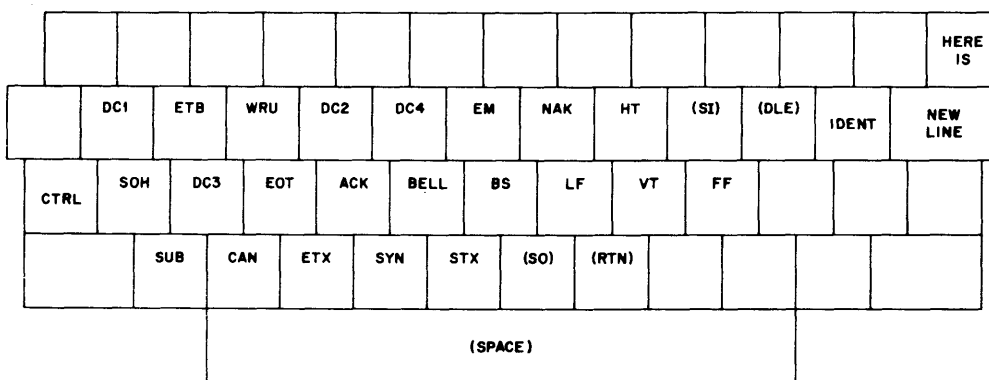 HERE
IS
DC1 ETB WRU DC2 DC4 EM NAK HT (SI) (DLE) IDENT NEW
LINE
CTRL SOH DC3 EOT ACK BELL BS LF VT FF
SUB CAN ETX SYN STX (SO) (RTN)
(SPACE)